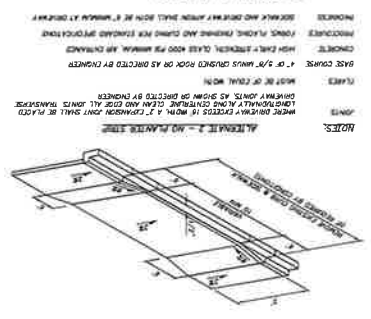 ALTERNATE 2 - NO PLANTER STRIP
NOTES:
JOINTS WHERE DRIVEWAY EXCEEDS 16' WIDTH, A 3" EXPANSION JOINT SHALL BE PLACED
LONGITUDINALLY ALONG CENTERLINE. CLEAN AND EDGE ALL JOINTS. TRANSVERSE
DRIVEWAY JOINTS, AS SHOWN OR DIRECTED BY ENGINEER
FLARES MUST BE OF EQUAL WIDTH
BASE COURSE 4" OF 5/8" MINUS CRUSHED ROCK OR AS DIRECTED BY ENGINEER
CONCRETE HIGH EARLY STRENGTH, CLASS 4000 PSI MINIMUM, AIR ENTRAINED
PROCEDURES FORMS, PLACING, FINISHING AND CURING PER STANDARD SPECIFICATIONS
THICKNESS SIDEWALK AND DRIVEWAY APRON SHALL BOTH BE 6" MINIMUM AT DRIVEWAY